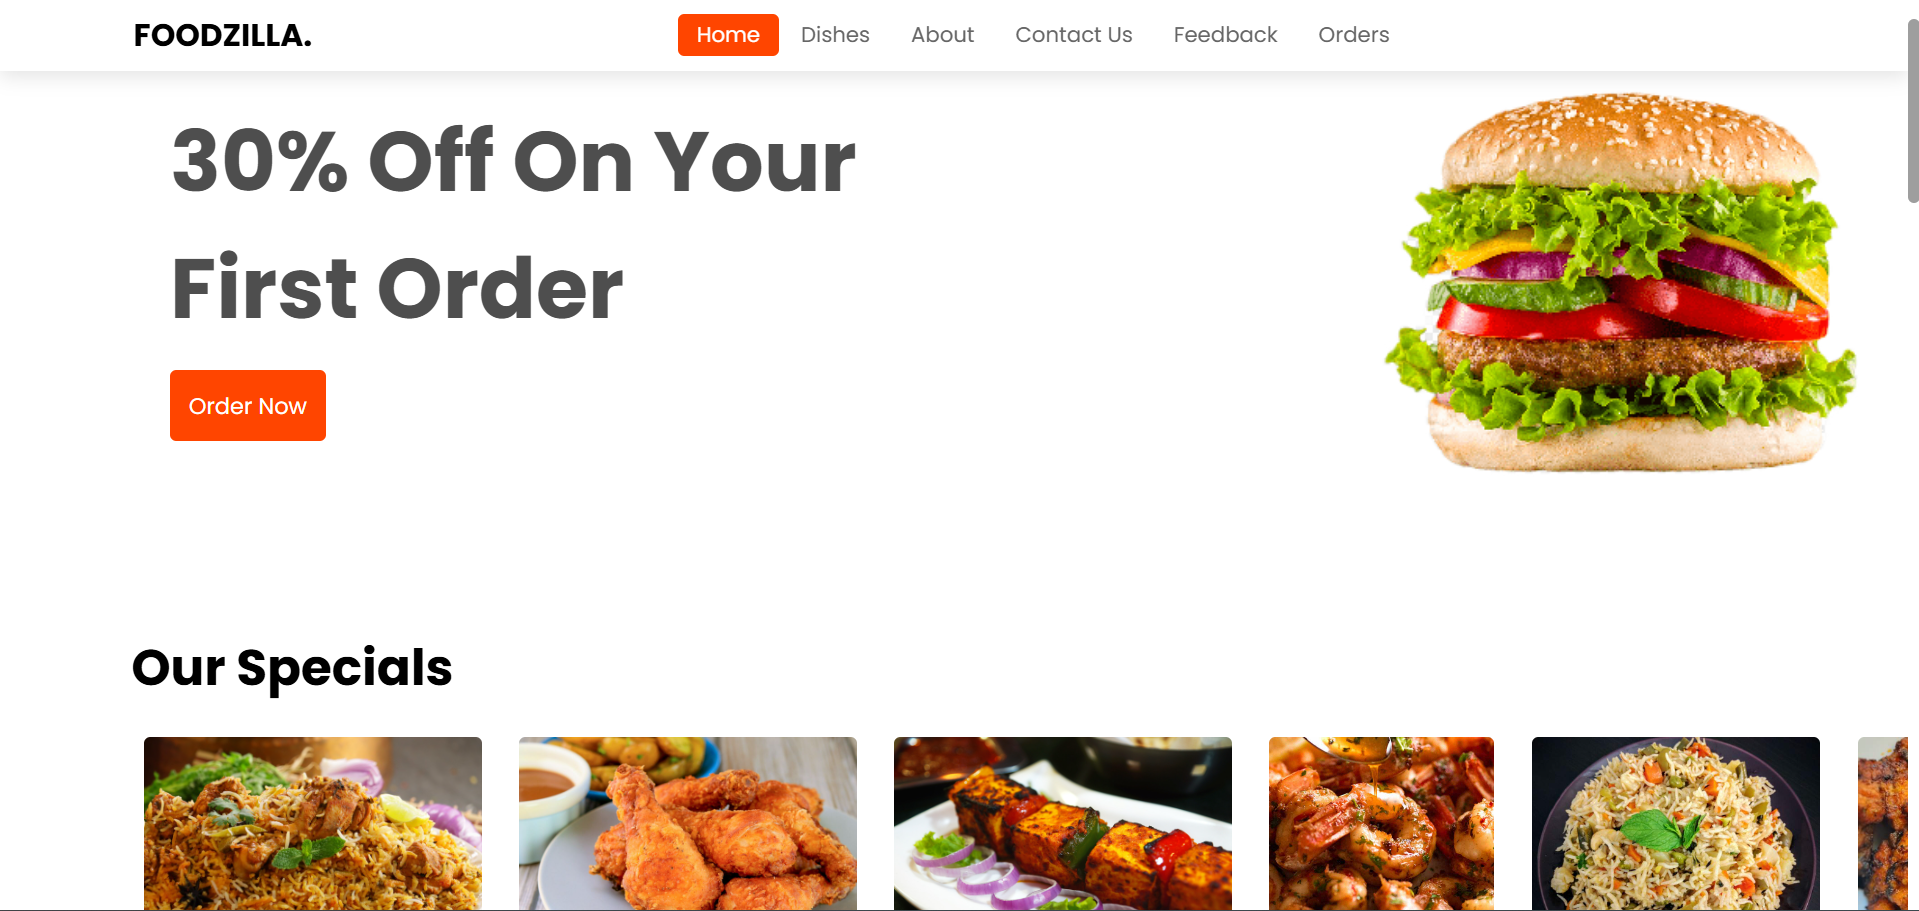 FOODZILLA.
Home Dishes About Contact Us Feedback Orders
30% Off On Your
First Order
Order Now
Our Specials